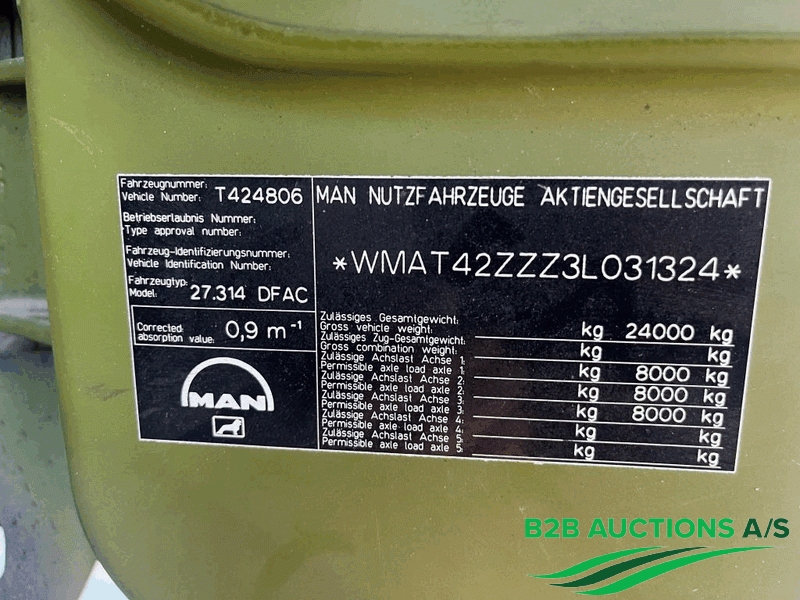 Fahrzeugnummer:
Vehicle Number: T424806
Betriebserlaubnis Nummer:
Type approval number:
Fahrzeug-Identifizierungsnummer:
Vehicle Identification Number:
Fahrzeugtyp:
Model: 27.314 DFAC
Corrected:
absorption value: 0,9 m⁻¹
MAN
MAN NUTZFAHRZEUGE AKTIENGESELLSCHAFT
*WMAT42ZZZ3L031324*
Zulässiges Gesamtgewicht:
Gross vehicle weight: kg 24000 kg
Zulässiges Zug-Gesamtgewicht:
Gross combination weight: kg kg
Zulässige Achslast Achse 1:
Permissible axle load axle 1: kg 8000 kg
Zulässige Achslast Achse 2:
Permissible axle load axle 2: kg 8000 kg
Zulässige Achslast Achse 3:
Permissible axle load axle 3: kg 8000 kg
Zulässige Achslast Achse 4:
Permissible axle load axle 4: kg kg
Zulässige Achslast Achse 5:
Permissible axle load axle 5: kg kg
B2B AUCTIONS A/S